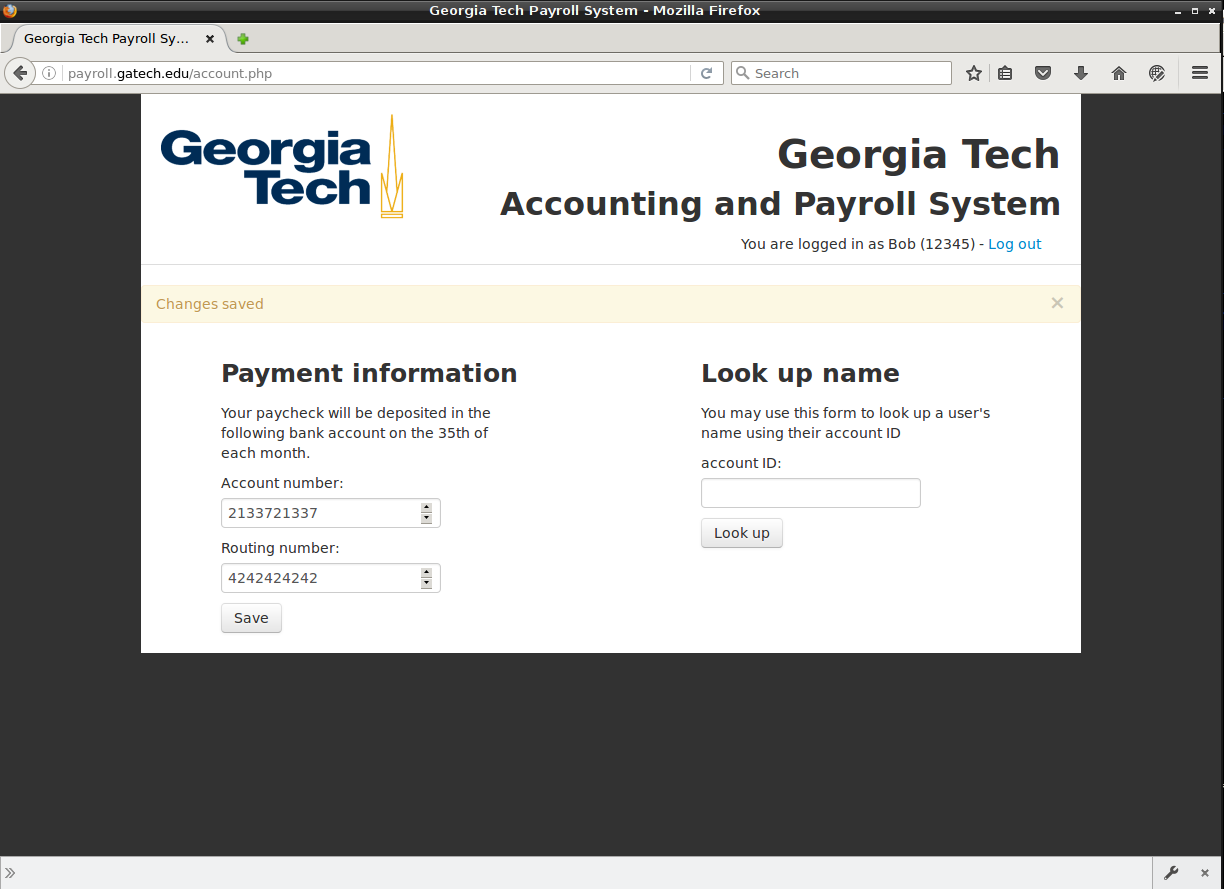 Georgia Tech Payroll System - Mozilla Firefox
Georgia Tech Payroll Sy...
payroll.gatech.edu/account.php
Search
Georgia
Tech
Georgia Tech
Accounting and Payroll System
You are logged in as Bob (12345) - Log out
Changes saved
Payment information
Your paycheck will be deposited in the
following bank account on the 35th of
each month.
Account number:
2133721337
Routing number:
4242424242
Save
Look up name
You may use this form to look up a user's
name using their account ID
account ID:
Look up